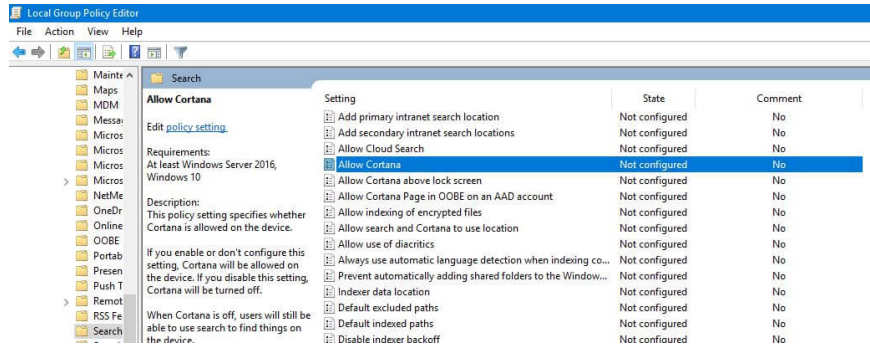 Local Group Policy Editor
File Action View Help
Mainte
Maps
MDM
Messa
Micros
Micros
Micros
Micros
NetMe
OneDr
Online
OOBE
Portab
Presen
Push T
Remot
RSS Fe
Search
Search
Allow Cortana
Edit policy setting
Requirements:
At least Windows Server 2016,
Windows 10
Description:
This policy setting specifies whether
Cortana is allowed on the device.
If you enable or don't configure this
setting, Cortana will be allowed on
the device. If you disable this setting,
Cortana will be turned off.
When Cortana is off, users will still be
able to use search to find things on
the device.
Setting State Comment
Add primary intranet search location Not configured No
Add secondary intranet search locations Not configured No
Allow Cloud Search Not configured No
Allow Cortana Not configured No
Allow Cortana above lock screen Not configured No
Allow Cortana Page in OOBE on an AAD account Not configured No
Allow indexing of encrypted files Not configured No
Allow search and Cortana to use location Not configured No
Allow use of diacritics Not configured No
Always use automatic language detection when indexing co... Not configured No
Prevent automatically adding shared folders to the Window... Not configured No
Indexer data location Not configured No
Default excluded paths Not configured No
Default indexed paths Not configured No
Disable indexer backoff Not configured No